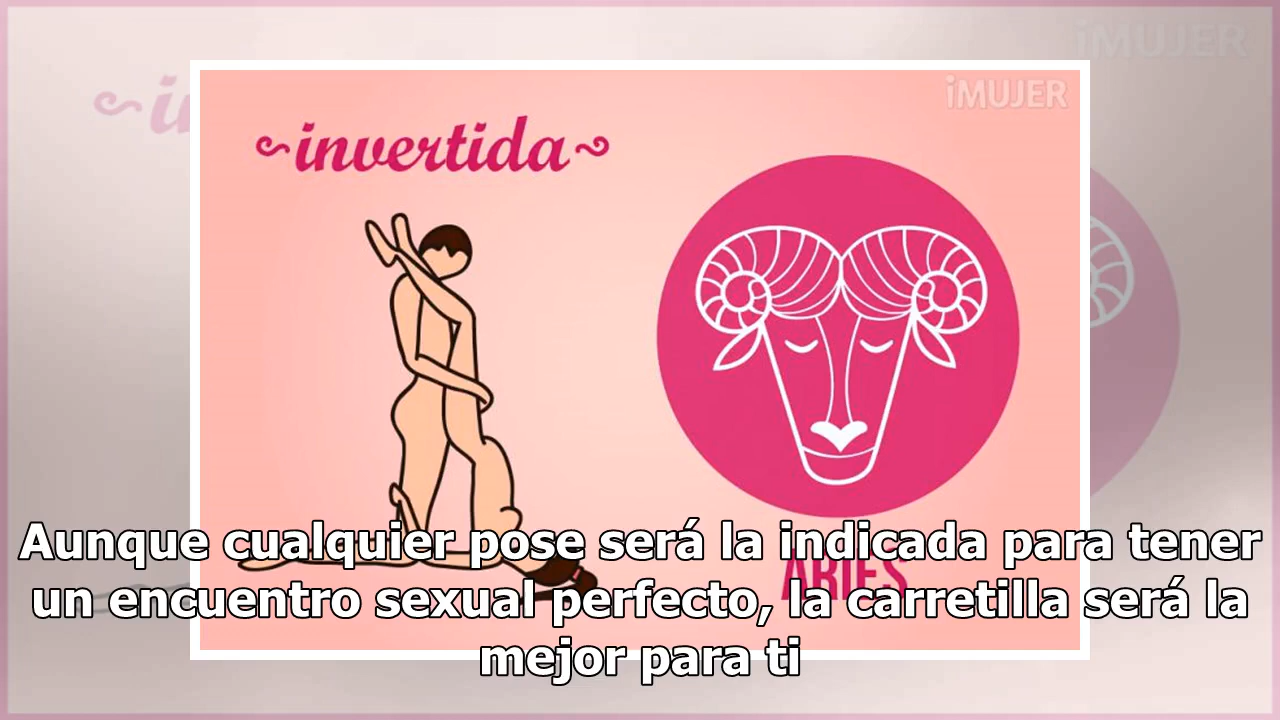 iMUJER
iMUJER
~invertida~
Aunque cualquier pose será la indicada para tener
ARIES
un encuentro sexual perfecto, la carretilla será la
mejor para ti